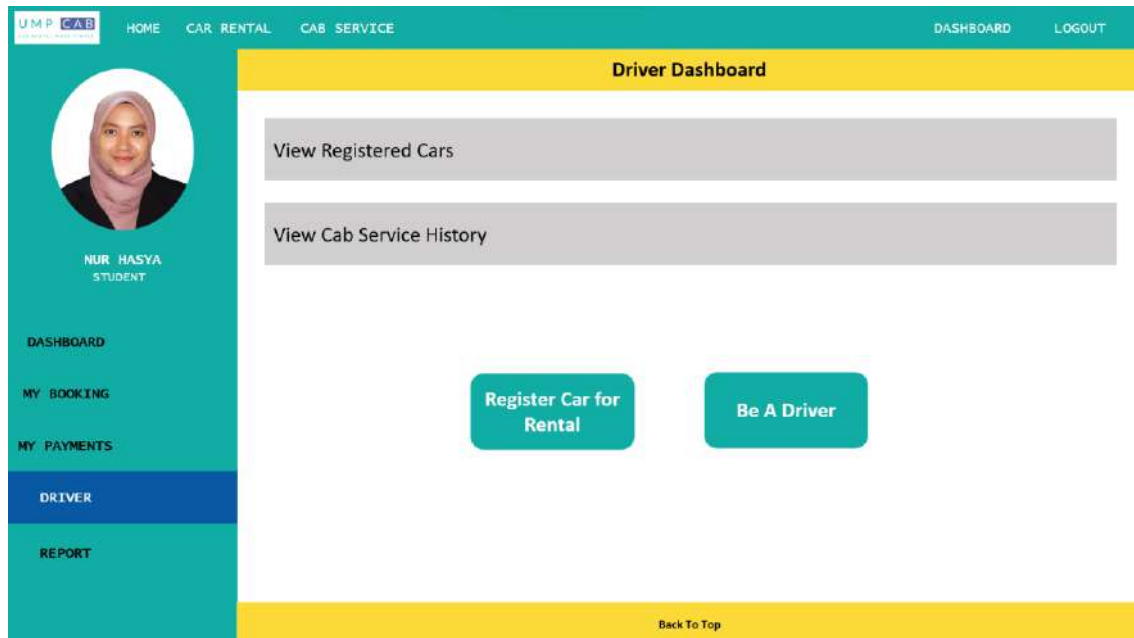 UMP CAB
HOME CAR RENTAL CAB SERVICE DASHBOARD LOGOUT
Driver Dashboard
NUR HASYA
STUDENT
DASHBOARD
MY BOOKING
MY PAYMENTS
DRIVER
REPORT
View Registered Cars
View Cab Service History
Register Car for
Rental
Be A Driver
Back To Top